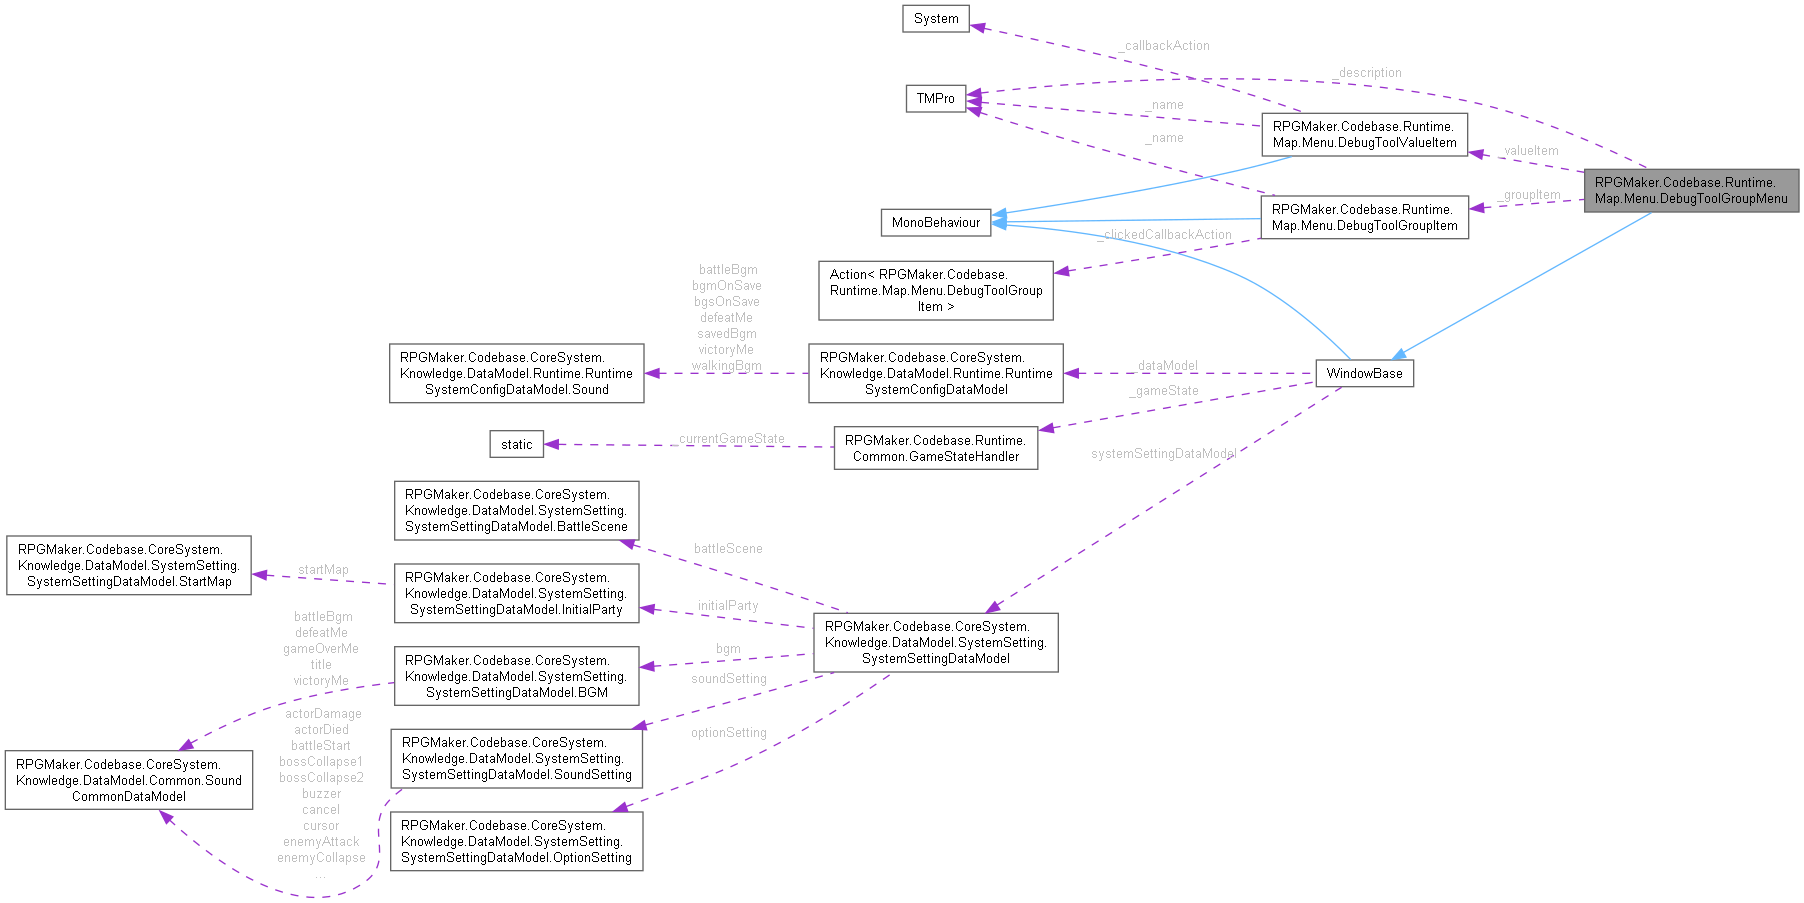 System
_callbackAction
_description
TMPro
_name
RPGMaker.Codebase.Runtime.
Map.Menu.DebugToolValueItem
_name
_valueItem
RPGMaker.Codebase.Runtime.
Map.Menu.DebugToolGroupMenu
_groupItem
RPGMaker.Codebase.Runtime.
Map.Menu.DebugToolGroupItem
MonoBehaviour
_clickedCallbackAction
Action< RPGMaker.Codebase.
Runtime.Map.Menu.DebugToolGroup
Item >
battleBgm
bgmOnSave
bgsOnSave
defeatMe
savedBgm
victoryMe
walkingBgm
RPGMaker.Codebase.CoreSystem.
Knowledge.DataModel.Runtime.Runtime
SystemConfigDataModel.Sound
RPGMaker.Codebase.CoreSystem.
Knowledge.DataModel.Runtime.Runtime
SystemConfigDataModel
_dataModel
WindowBase
_gameState
static
_currentGameState
RPGMaker.Codebase.Runtime.
Common.GameStateHandler
systemSettingDataModel
RPGMaker.Codebase.CoreSystem.
Knowledge.DataModel.SystemSetting.
SystemSettingDataModel.BattleScene
battleScene
RPGMaker.Codebase.CoreSystem.
Knowledge.DataModel.SystemSetting.
SystemSettingDataModel.StartMap
startMap
RPGMaker.Codebase.CoreSystem.
Knowledge.DataModel.SystemSetting.
SystemSettingDataModel.InitialParty
initialParty
RPGMaker.Codebase.CoreSystem.
Knowledge.DataModel.SystemSetting.
SystemSettingDataModel
battleBgm
defeatMe
gameOverMe
title
victoryMe
RPGMaker.Codebase.CoreSystem.
Knowledge.DataModel.SystemSetting.
SystemSettingDataModel.BGM
bgm
soundSetting
actorDamage
actorDied
battleStart
bossCollapse1
bossCollapse2
buzzer
cancel
cursor
enemyAttack
enemyCollapse
...
RPGMaker.Codebase.CoreSystem.
Knowledge.DataModel.SystemSetting.
SystemSettingDataModel.SoundSetting
optionSetting
RPGMaker.Codebase.CoreSystem.
Knowledge.DataModel.Common.Sound
CommonDataModel
RPGMaker.Codebase.CoreSystem.
Knowledge.DataModel.SystemSetting.
SystemSettingDataModel.OptionSetting